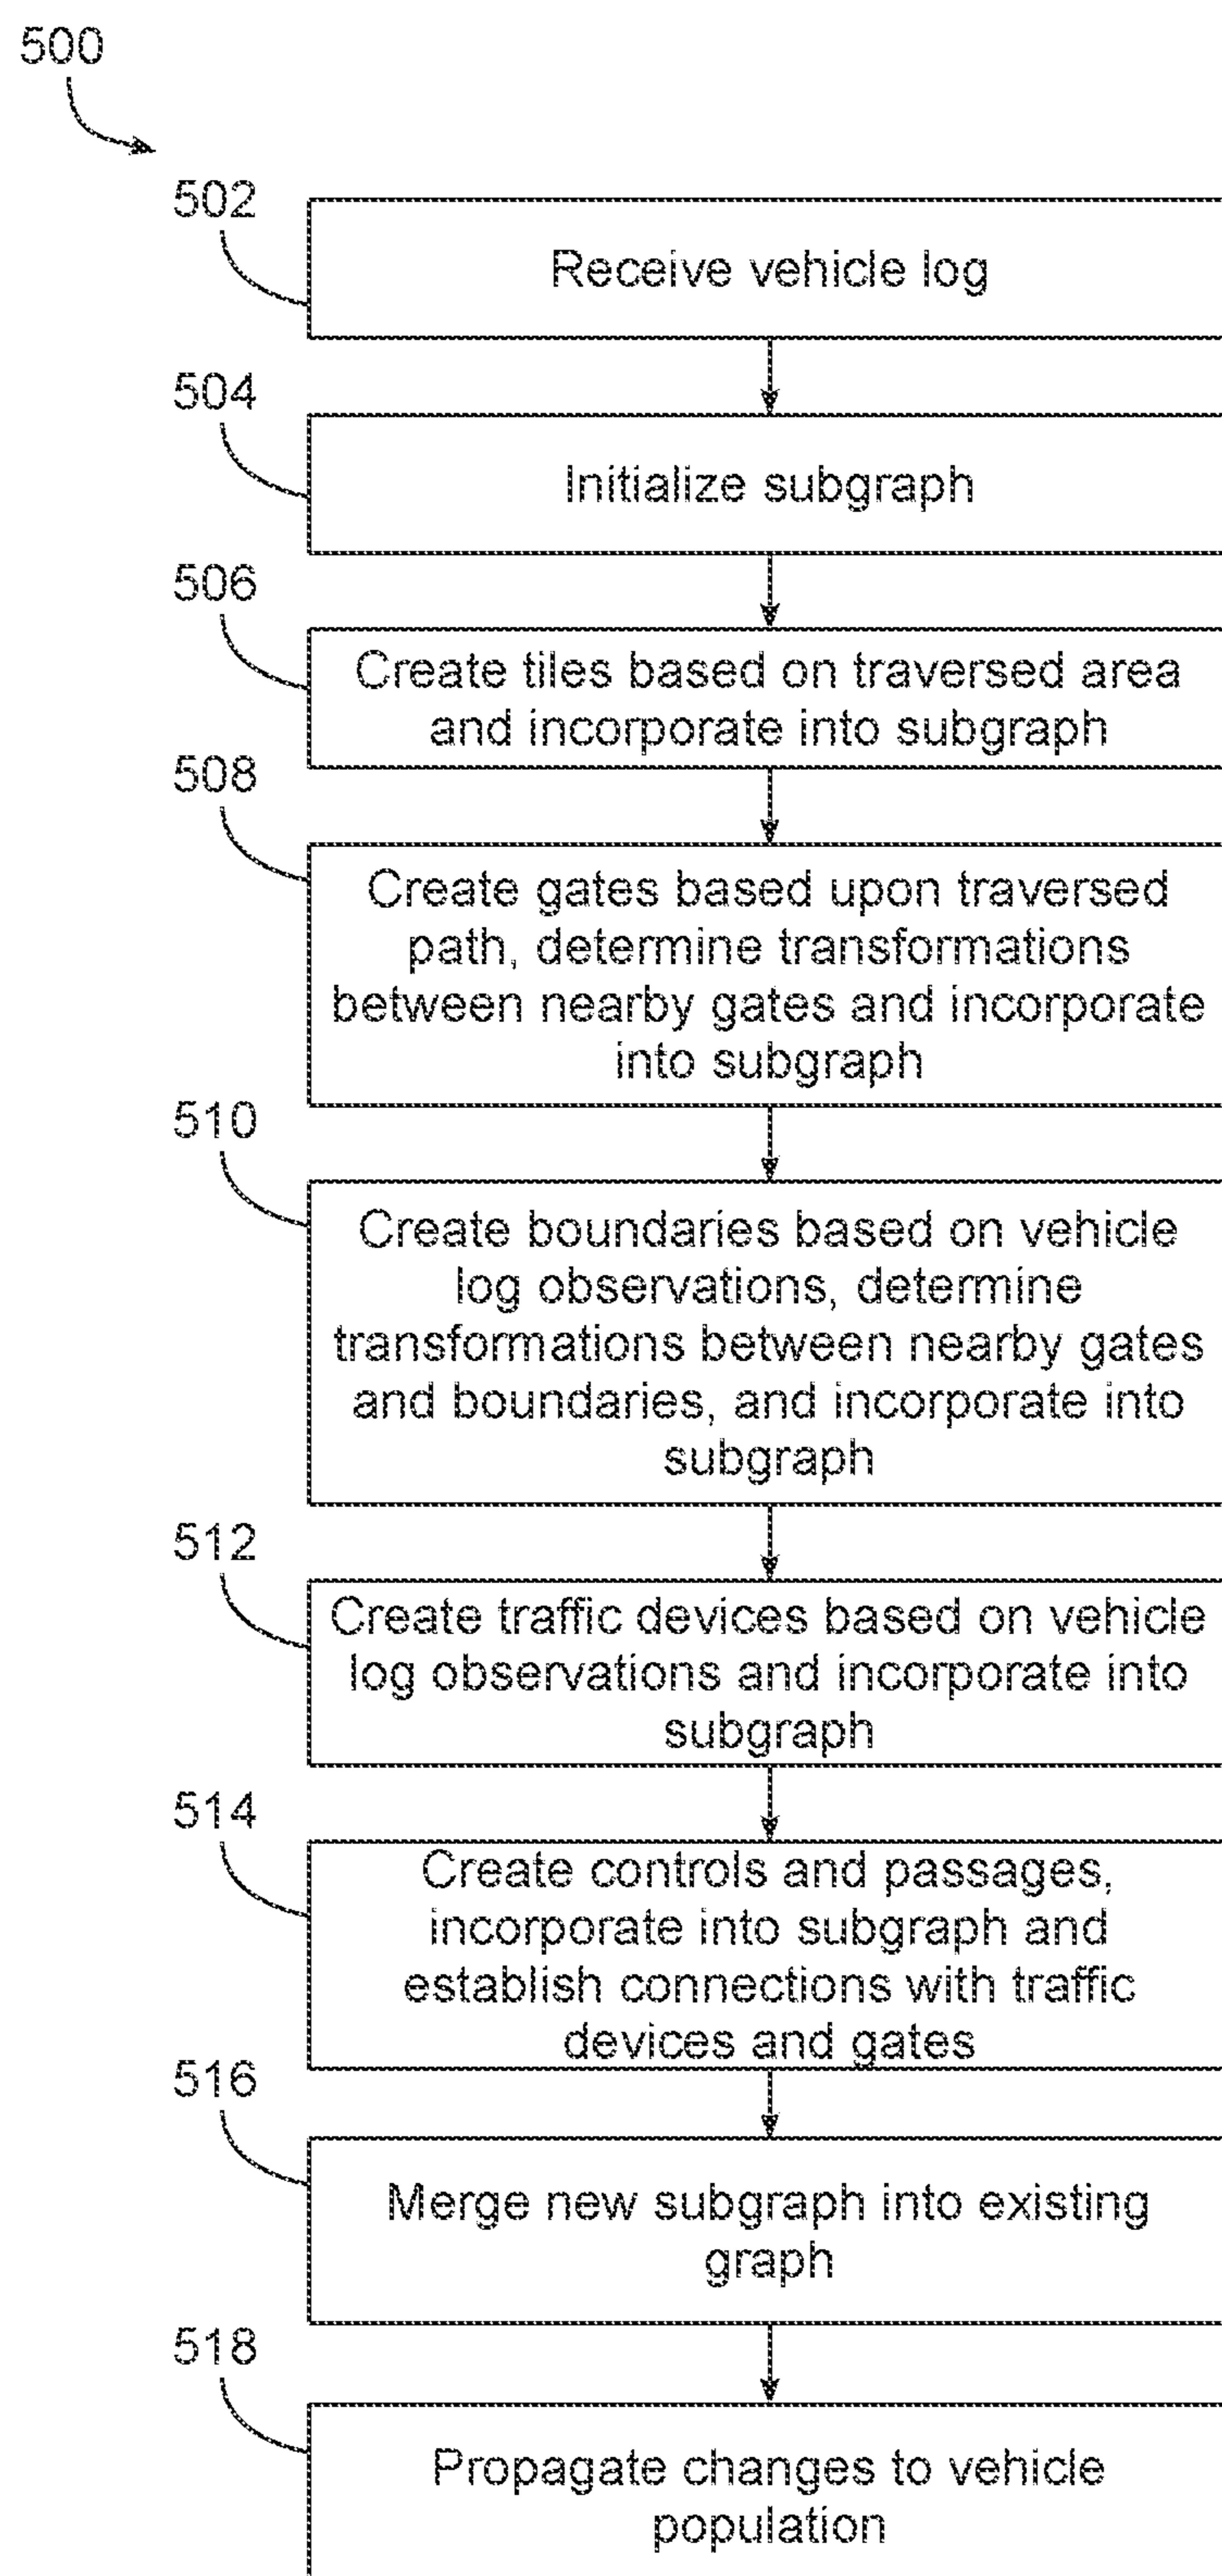 500
502
Receive vehicle log
504
Initialize subgraph
506
Create tiles based on traversed area
and incorporate into subgraph
508
Create gates based upon traversed
path, determine transformations
between nearby gates and incorporate
into subgraph
510
Create boundaries based on vehicle
log observations, determine
transformations between nearby gates
and boundaries, and incorporate into
subgraph
512
Create traffic devices based on vehicle
log observations and incorporate into
subgraph
514
Create controls and passages,
incorporate into subgraph and
establish connections with traffic
devices and gates
516
Merge new subgraph into existing
graph
518
Propagate changes to vehicle
population